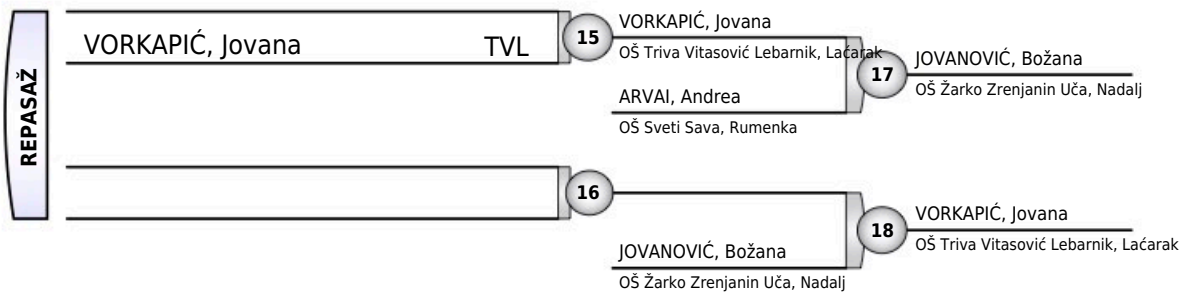 REPASAŽ
VORKAPIĆ, Jovana TVL
15
VORKAPIĆ, Jovana
OŠ Triva Vitasović Lebarnik, Laćarak
ARVAI, Andrea
OŠ Sveti Sava, Rumenka
17
JOVANOVIĆ, Božana
OŠ Žarko Zrenjanin Uča, Nadalj
16
JOVANOVIĆ, Božana
OŠ Žarko Zrenjanin Uča, Nadalj
18
VORKAPIĆ, Jovana
OŠ Triva Vitasović Lebarnik, Laćarak